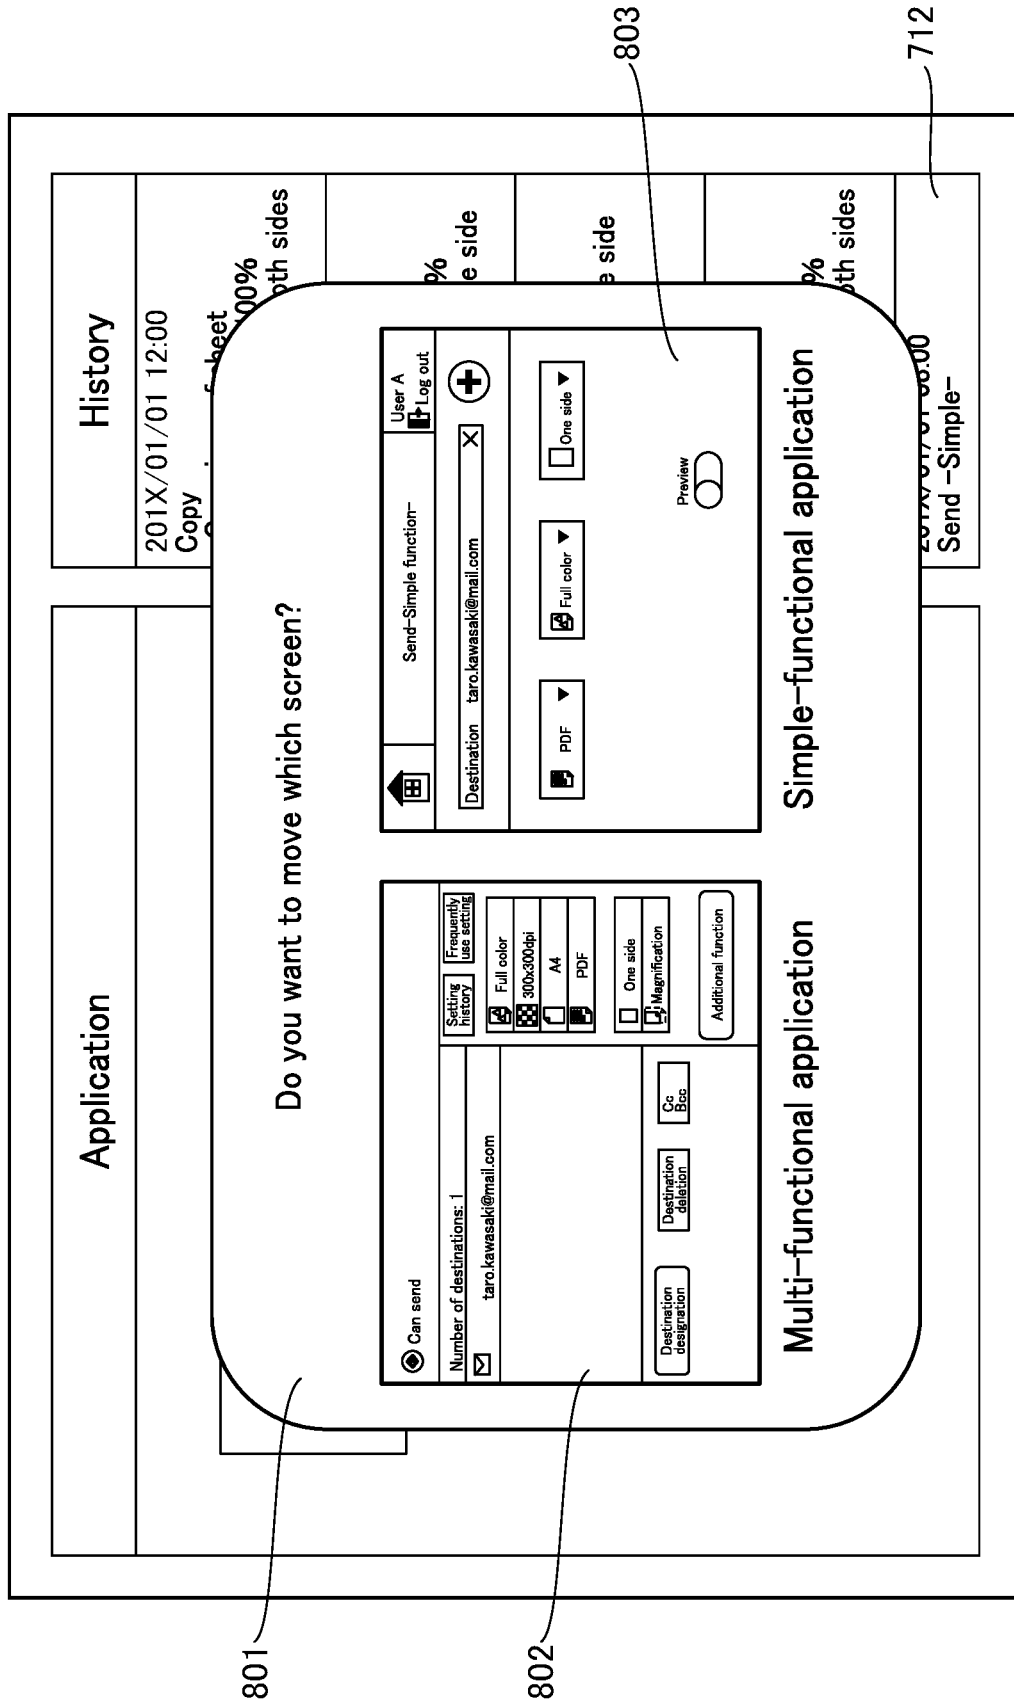 Application
History
201X/01/01 12:00
Copy
sheet
00%
oth sides
%
e side
e side
%
oth sides
Send -Simple-
Do you want to move which screen?
Can send
Number of destinations: 1
taro.kawasaki@mail.com
Setting
history
Frequently
use setting
Full color
300x300dpi
A4
PDF
One side
Magnification
Additional function
Destination
designation
Destination
deletion
Cc
Bcc
Multi-functional application
Send-Simple function-
User A
Log out
Destination taro.kawasaki@mail.com
PDF
Full color
One side
Preview
Simple-functional application
801
802
803
712